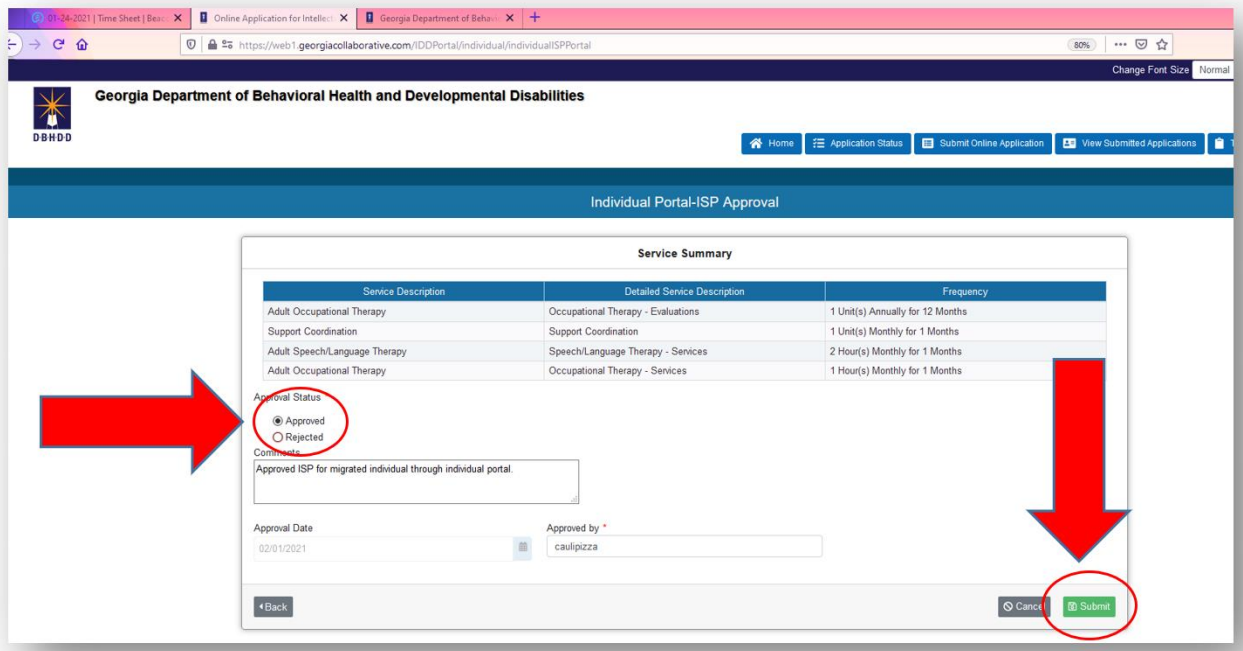 01-24-2021 | Time Sheet | Beac
Online Application for Intellect
Georgia Department of Behavi
https://web1.georgiacollaborative.com/IDDPortal/individual/individualISPPortal
80%
Change Font Size Normal
Georgia Department of Behavioral Health and Developmental Disabilities
D·B·H·D·D
Home Application Status Submit Online Application View Submitted Applications
Individual Portal-ISP Approval
Service Summary
Service Description Detailed Service Description Frequency
Adult Occupational Therapy Occupational Therapy - Evaluations 1 Unit(s) Annually for 12 Months
Support Coordination Support Coordination 1 Unit(s) Monthly for 1 Months
Adult Speech/Language Therapy Speech/Language Therapy - Services 2 Hour(s) Monthly for 1 Months
Adult Occupational Therapy Occupational Therapy - Services 1 Hour(s) Monthly for 1 Months
Approval Status
Approved
Rejected
Comments
Approved ISP for migrated individual through individual portal.
Approval Date Approved by *
02/01/2021 caulipizza
Back Cancel Submit